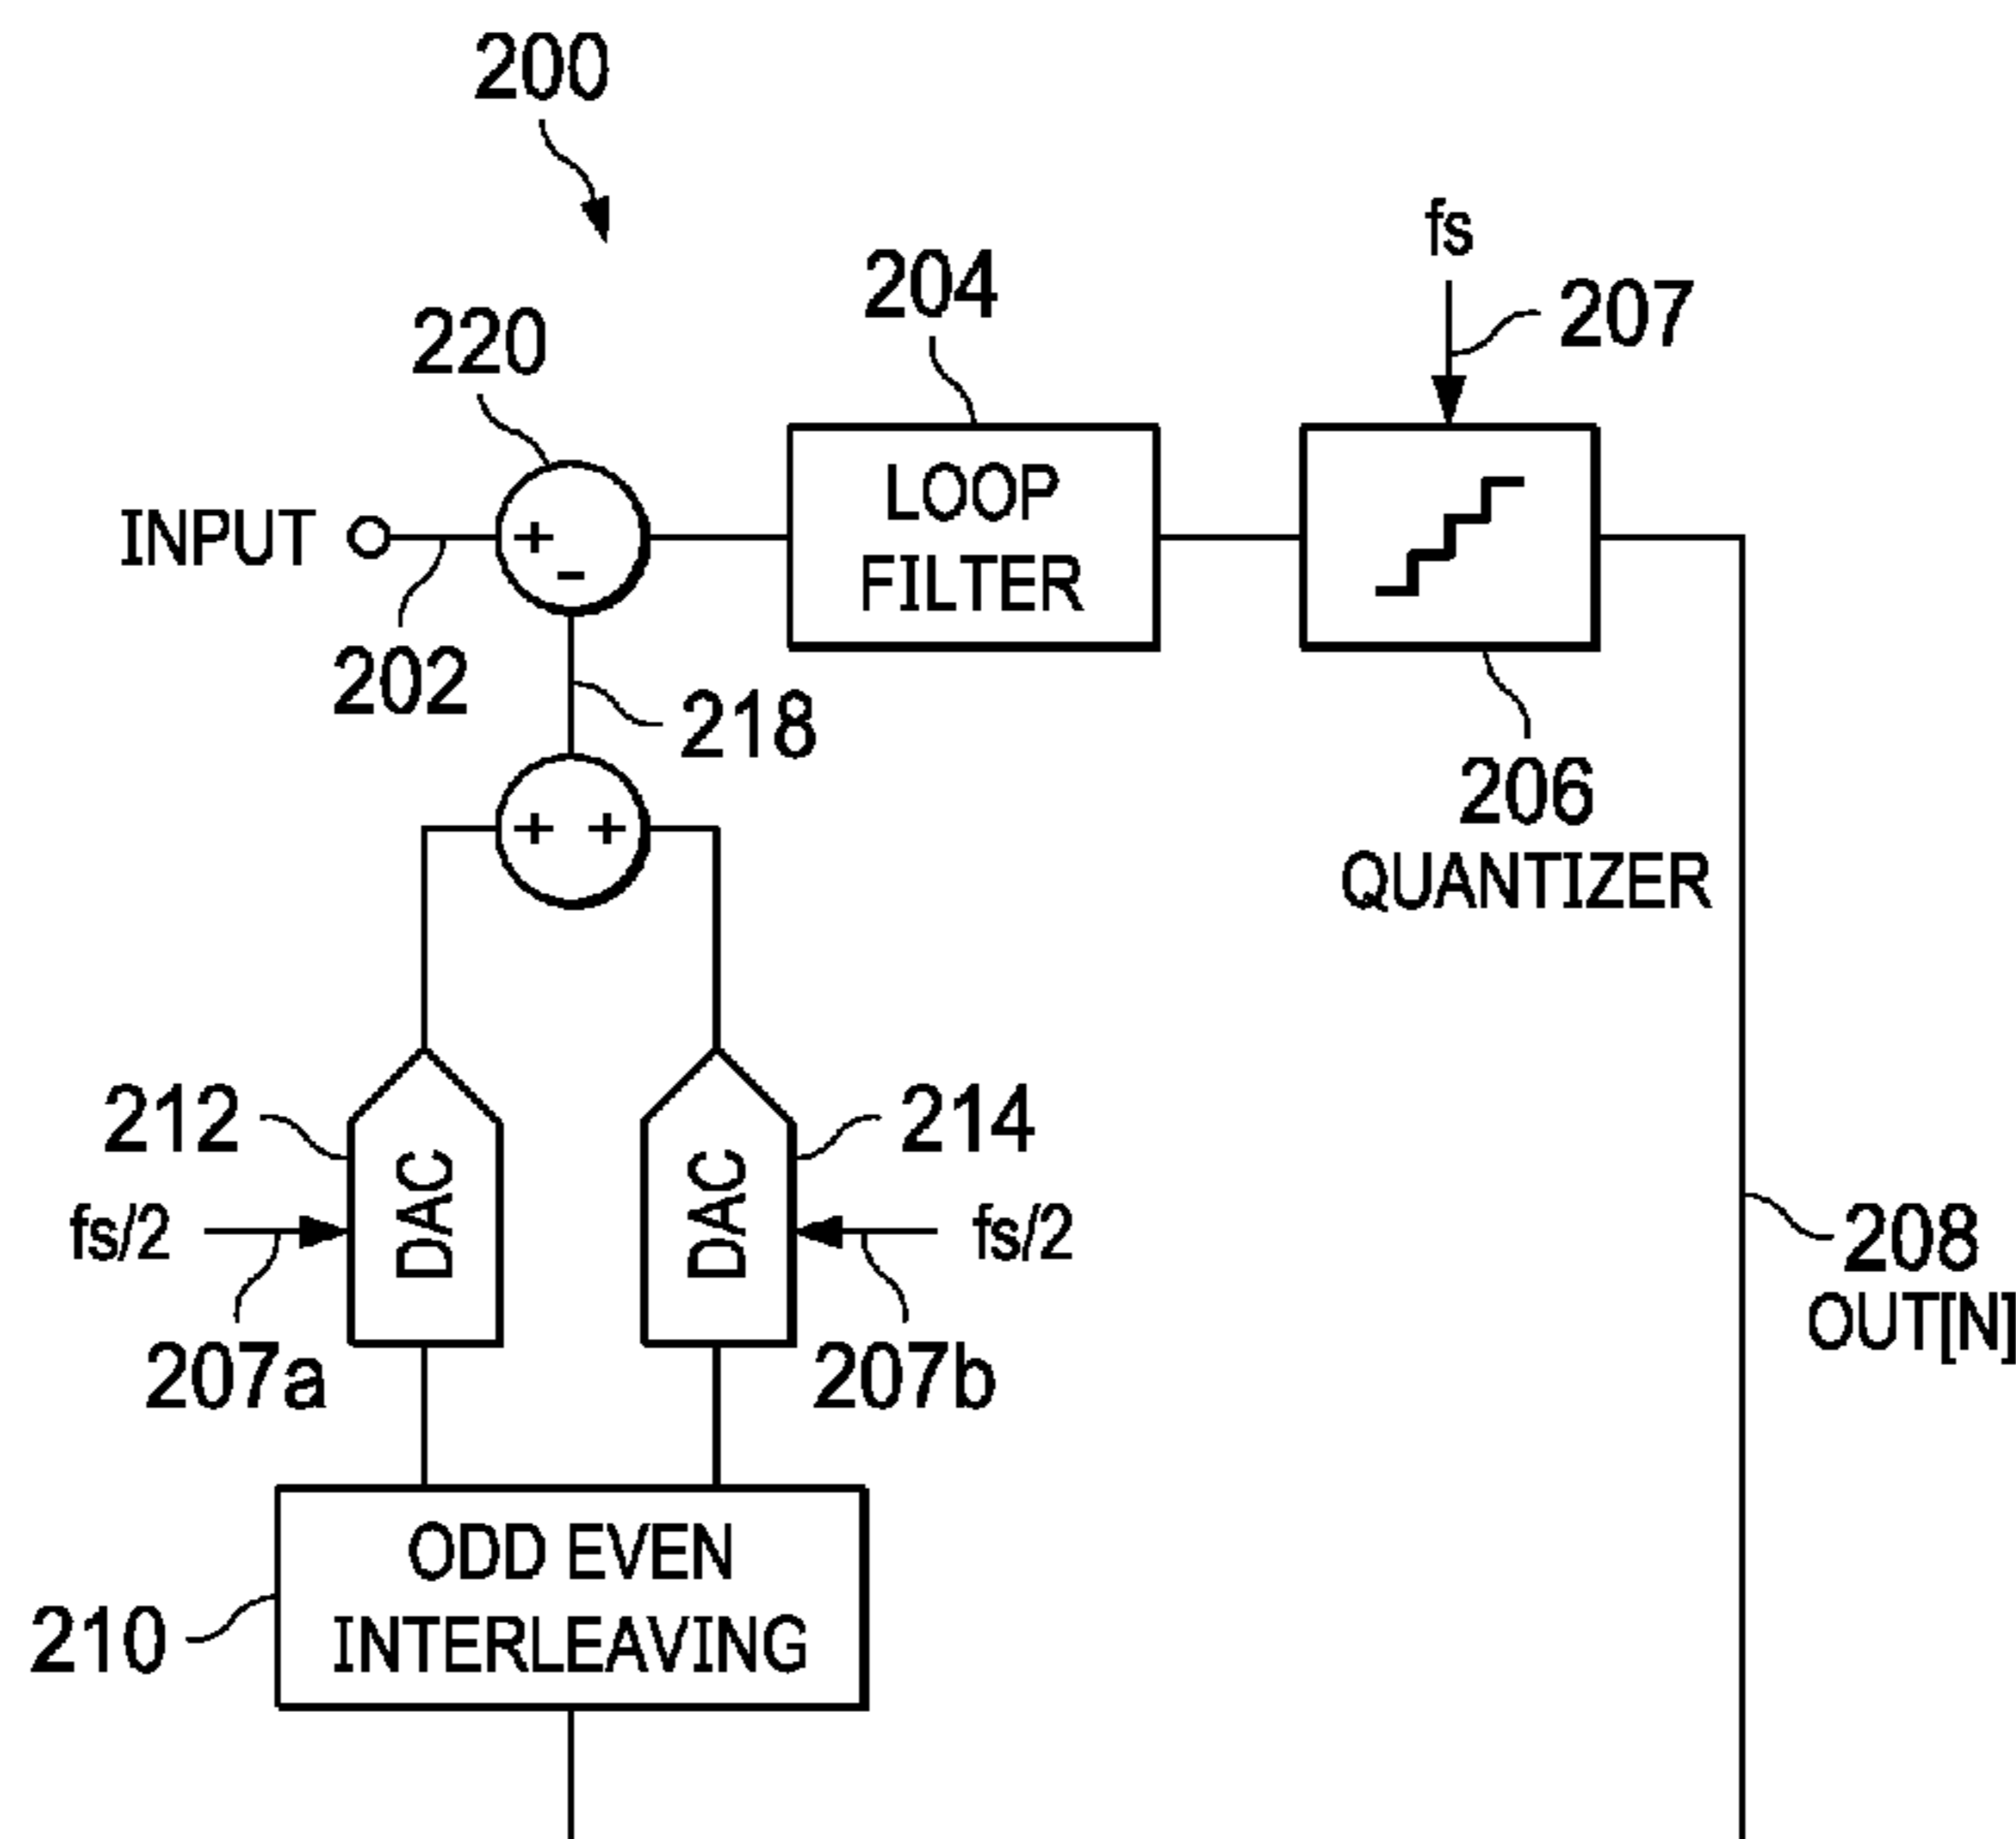 200
fs
207
204
220
LOOP
FILTER
+
-
INPUT
202
218
206
QUANTIZER
+ +
212
214
DAC
DAC
fs/2
fs/2
207a
207b
208
OUT[N]
ODD EVEN
INTERLEAVING
210